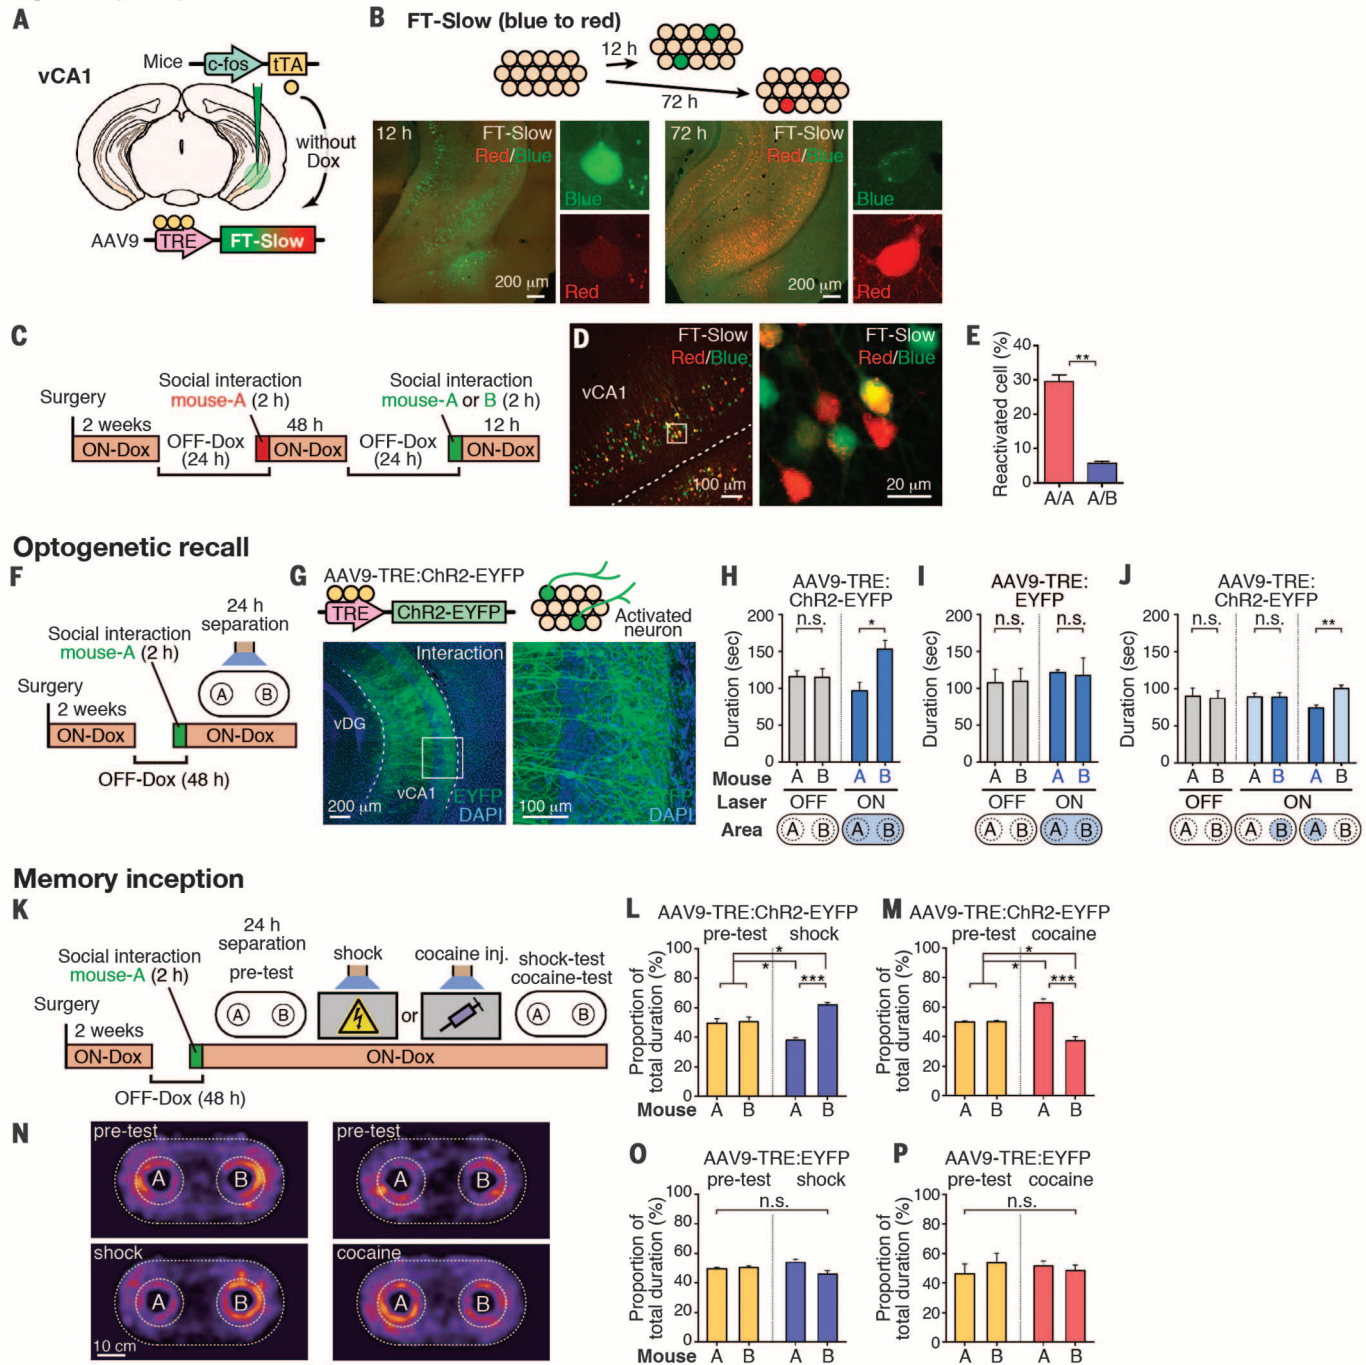 A
vCA1
Mice
c-fos
tTA
without
Dox
AAV9
TRE
FT-Slow
B
FT-Slow (blue to red)
12 h
72 h
12 h
FT-Slow
Red/Blue
200 µm
Blue
Red
72 h
FT-Slow
Red/Blue
200 µm
Blue
Red
C
Surgery
2 weeks
ON-Dox
OFF-Dox
(24 h)
Social interaction
mouse-A (2 h)
48 h
ON-Dox
OFF-Dox
(24 h)
Social interaction
mouse-A or B (2 h)
12 h
ON-Dox
D
FT-Slow
Red/Blue
vCA1
100 µm
FT-Slow
Red/Blue
20 µm
E
Reactivated cell (%)
40
30
20
10
0
**
A/A A/B
Optogenetic recall
F
24 h
separation
Social interaction
mouse-A (2 h)
A B
Surgery
2 weeks
ON-Dox
ON-Dox
OFF-Dox (48 h)
G
AAV9-TRE:ChR2-EYFP
TRE
ChR2-EYFP
Activated
neuron
Interaction
vDG
vCA1
200 µm
EYFP
DAPI
100 µm
YFP
DAPI
H
AAV9-TRE:
ChR2-EYFP
Duration (sec)
200
150
100
50
0
n.s. *
A B A B
Mouse
Laser OFF ON
Area A B A B
I
AAV9-TRE:
EYFP
Duration (sec)
200
150
100
50
0
n.s. n.s.
A B A B
OFF ON
A B A B
J
AAV9-TRE:
ChR2-EYFP
Duration (sec)
200
150
100
50
0
n.s. n.s. **
A B A B A B
OFF ON
A B A B A B
Memory inception
K
24 h
separation
Social interaction
mouse-A (2 h)
pre-test
shock
cocaine inj.
shock-test
cocaine-test
A B
or
A B
Surgery
2 weeks
ON-Dox
ON-Dox
OFF-Dox (48 h)
L
AAV9-TRE:ChR2-EYFP
pre-test shock
Proportion of
total duration (%)
100
80
60
40
20
0
*
* ***
Mouse A B A B
M
AAV9-TRE:ChR2-EYFP
pre-test cocaine
Proportion of
total duration (%)
100
80
60
40
20
0
*
* ***
A B A B
N
pre-test
A B
pre-test
A B
shock
A B
10 cm
cocaine
A B
O
AAV9-TRE:EYFP
pre-test shock
Proportion of
total duration (%)
100
80
60
40
20
0
n.s.
Mouse A B A B
P
AAV9-TRE:EYFP
pre-test cocaine
Proportion of
total duration (%)
100
80
60
40
20
0
n.s.
A B A B